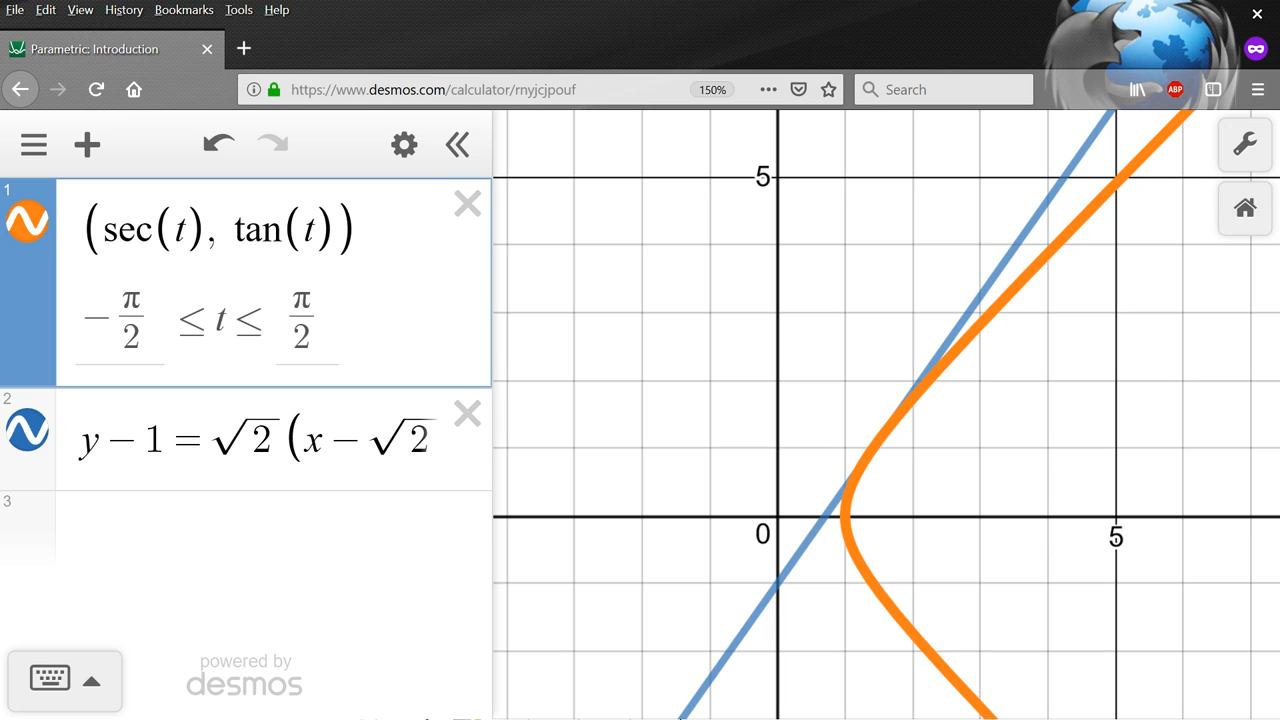 File Edit View History Bookmarks Tools Help
Parametric: Introduction
https://www.desmos.com/calculator/rnyjcjpouf 150% Search
ABP
1
(sec(t), tan(t))
−π/2 ≤ t ≤ π/2
2
y − 1 = √2 (x − √2
3
5
0
5
powered by
desmos